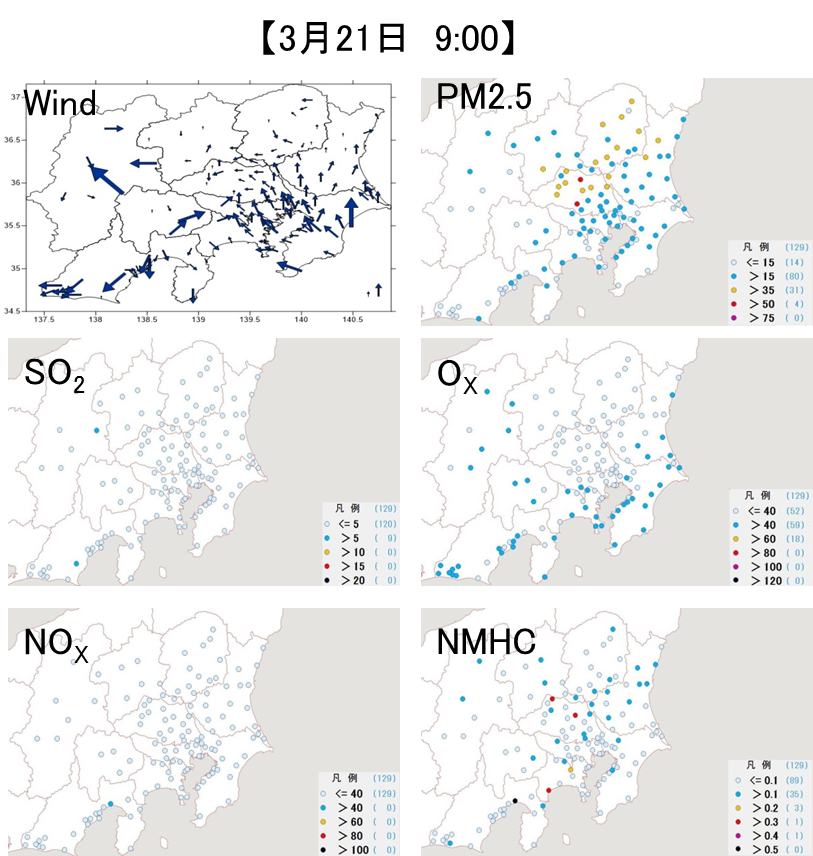 【3月21日 9:00】
Wind
37
36.5
36
35.5
35
34.5
137.5 138 138.5 139 139.5 140 140.5
PM2.5
凡 例 (129)
<= 15 (14)
> 15 (80)
> 35 (31)
> 50 ( 4)
> 75 ( 0)
SO2
凡 例 (129)
<= 5 (120)
> 5 ( 9)
> 10 ( 0)
> 15 ( 0)
> 20 ( 0)
OX
凡 例 (129)
<= 40 (52)
> 40 (59)
> 60 (18)
> 80 ( 0)
> 100 ( 0)
> 120 ( 0)
NOX
凡 例 (129)
<= 40 (129)
> 40 ( 0)
> 60 ( 0)
> 80 ( 0)
> 100 ( 0)
NMHC
凡 例 (129)
<= 0.1 (89)
> 0.1 (35)
> 0.2 ( 3)
> 0.3 ( 1)
> 0.4 ( 1)
> 0.5 ( 0)